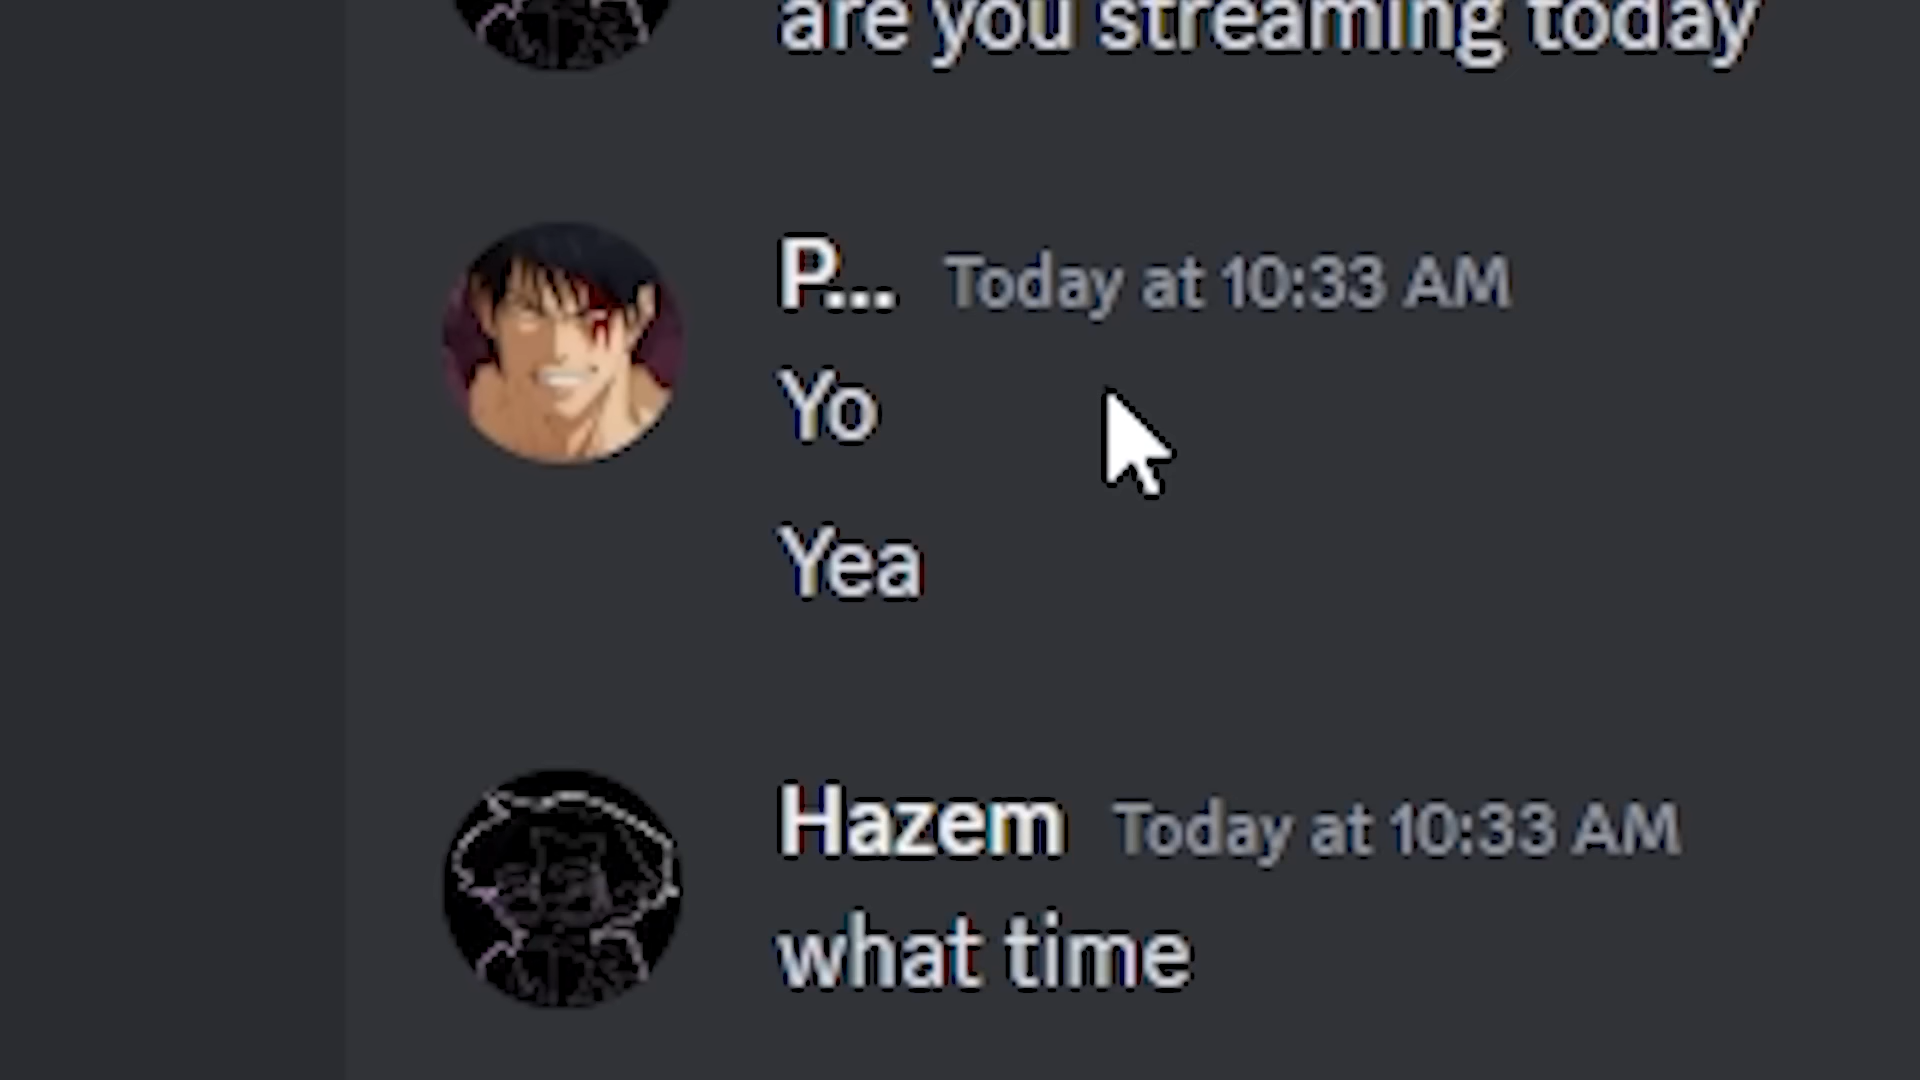 are you streaming today
P... Today at 10:33 AM
Yo
Yea
Hazem Today at 10:33 AM
what time